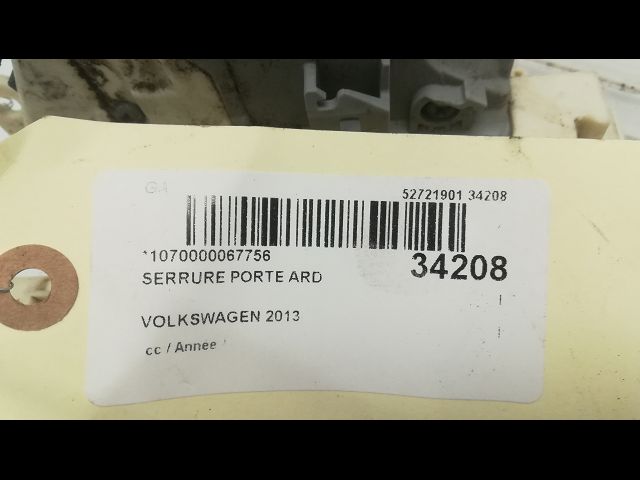 GA
52721901 34208
*1070000067756
34208
SERRURE PORTE ARD
VOLKSWAGEN 2013
cc / Annee